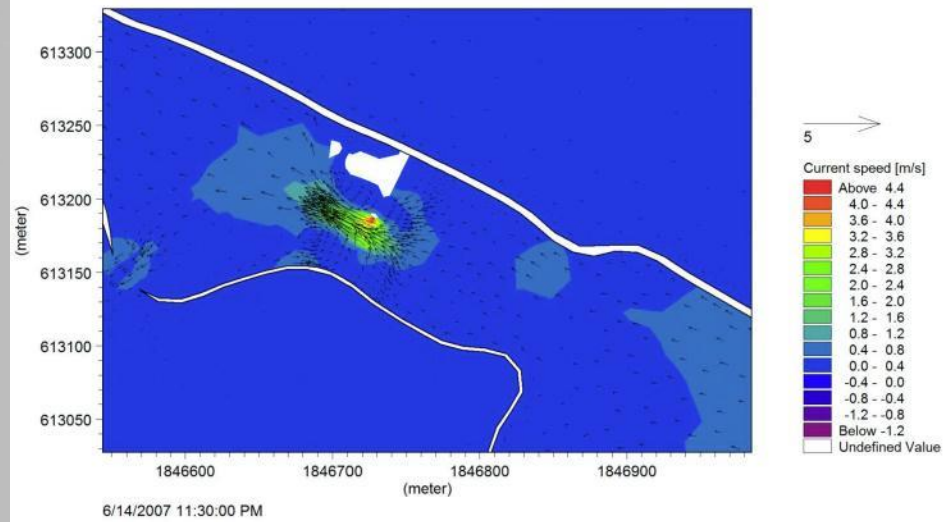 613300
613250
613200
613150
613100
613050
(meter)
1846600 1846700 1846800 1846900
(meter)
6/14/2007 11:30:00 PM
5
Current speed [m/s]
Above 4.4
4.0 - 4.4
3.6 - 4.0
3.2 - 3.6
2.8 - 3.2
2.4 - 2.8
2.0 - 2.4
1.6 - 2.0
1.2 - 1.6
0.8 - 1.2
0.4 - 0.8
0.0 - 0.4
-0.4 - 0.0
-0.8 - -0.4
-1.2 - -0.8
Below -1.2
Undefined Value